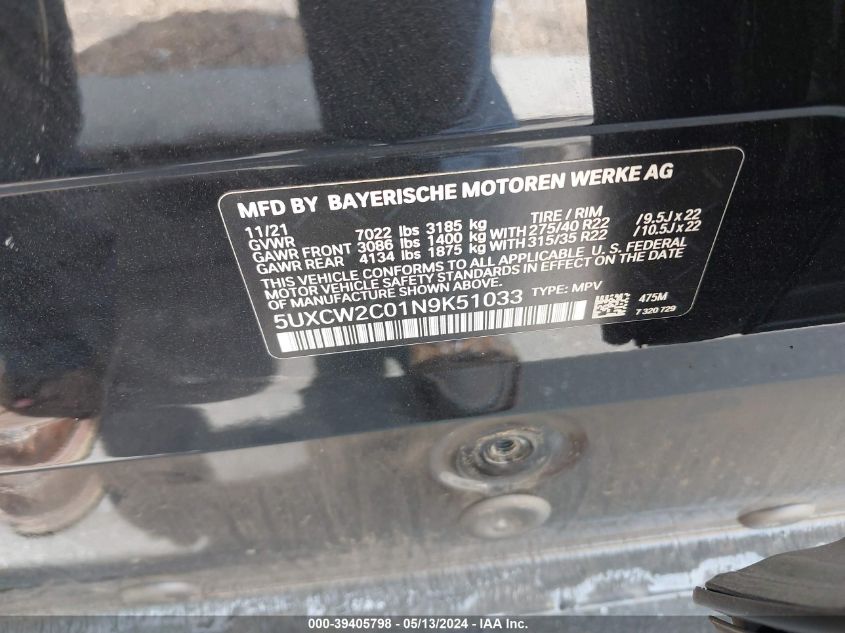 MFD BY BAYERISCHE MOTOREN WERKE AG
11/21 TIRE / RIM
GVWR 7022 lbs 3185 kg
GAWR FRONT 3086 lbs 1400 kg WITH 275/40 R22 /9.5J x 22
GAWR REAR 4134 lbs 1875 kg WITH 315/35 R22 /10.5J x 22
THIS VEHICLE CONFORMS TO ALL APPLICABLE U.S. FEDERAL
MOTOR VEHICLE SAFETY STANDARDS IN EFFECT ON THE DATE
OF MANUFACTURE SHOWN ABOVE.
5UXCW2C01N9K51033 TYPE: MPV
475M
7 320 729
000-39405798 - 05/13/2024 - IAA Inc.